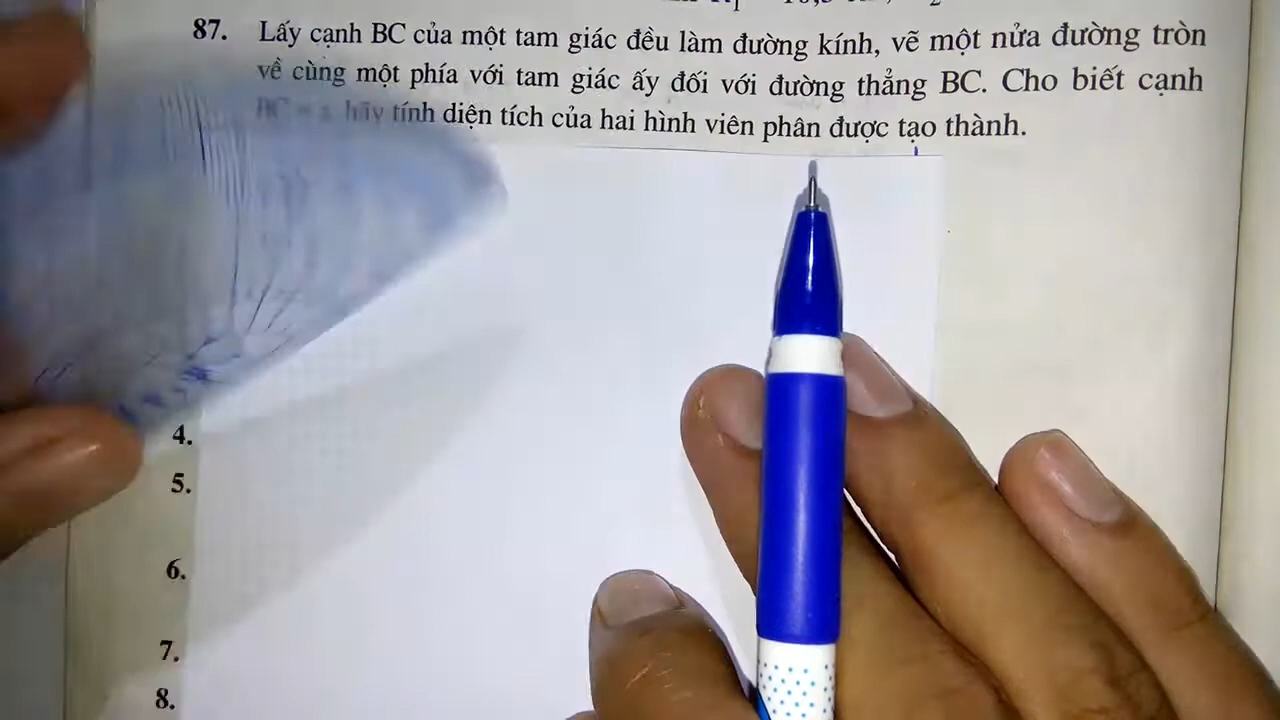 87. Lấy cạnh BC của một tam giác đều làm đường kính, vẽ một nửa đường tròn
về cùng một phía với tam giác ấy đối với đường thẳng BC. Cho biết cạnh
BC = a, hãy tính diện tích của hai hình viên phân được tạo thành.
4.
5.
6.
7.
8.